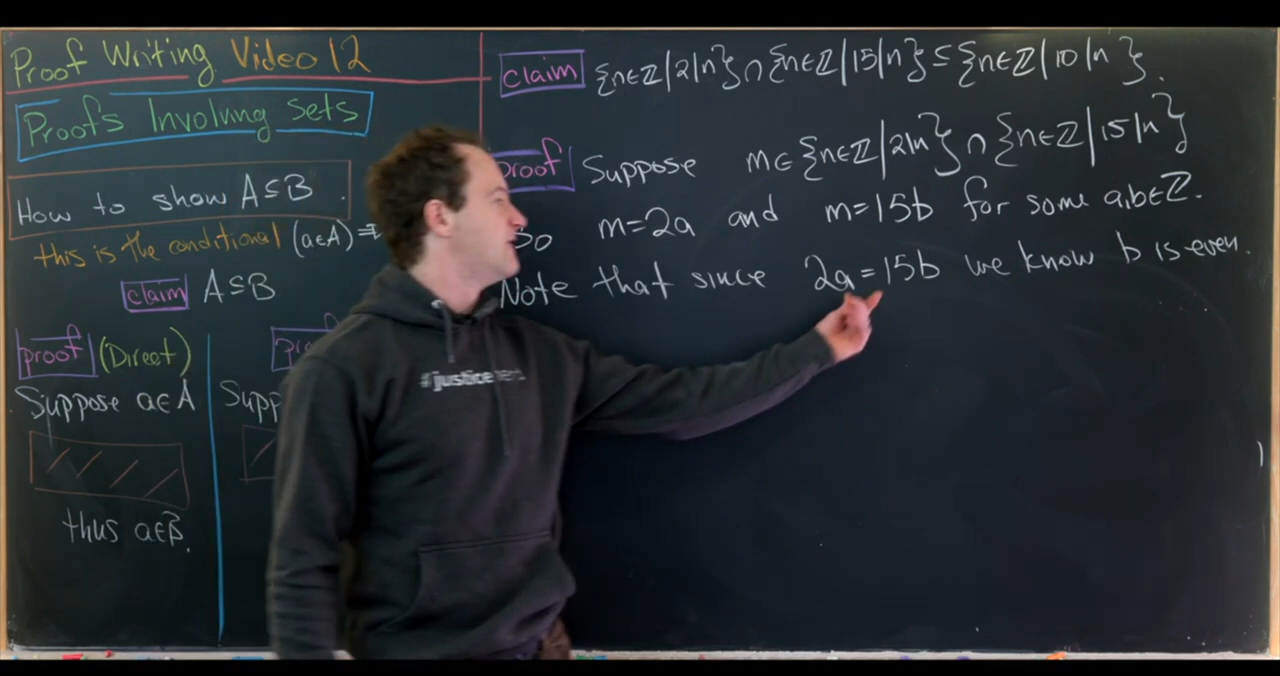 Proof Writing Video 12
Proofs Involving Sets
How to show A⊆B.
this is the conditional (a∈A)⇒
claim A⊆B
proof (Direct)
Suppose a∈A
thus a∈B.
claim {n∈ℤ|2|n}∩{n∈ℤ|15|n}⊆{n∈ℤ|10|n}.
proof Suppose m∈{n∈ℤ|2|n}∩{n∈ℤ|15|n}
So m=2a and m=15b for some a,b∈ℤ.
Note that since 2a=15b we know b is even.
#justice